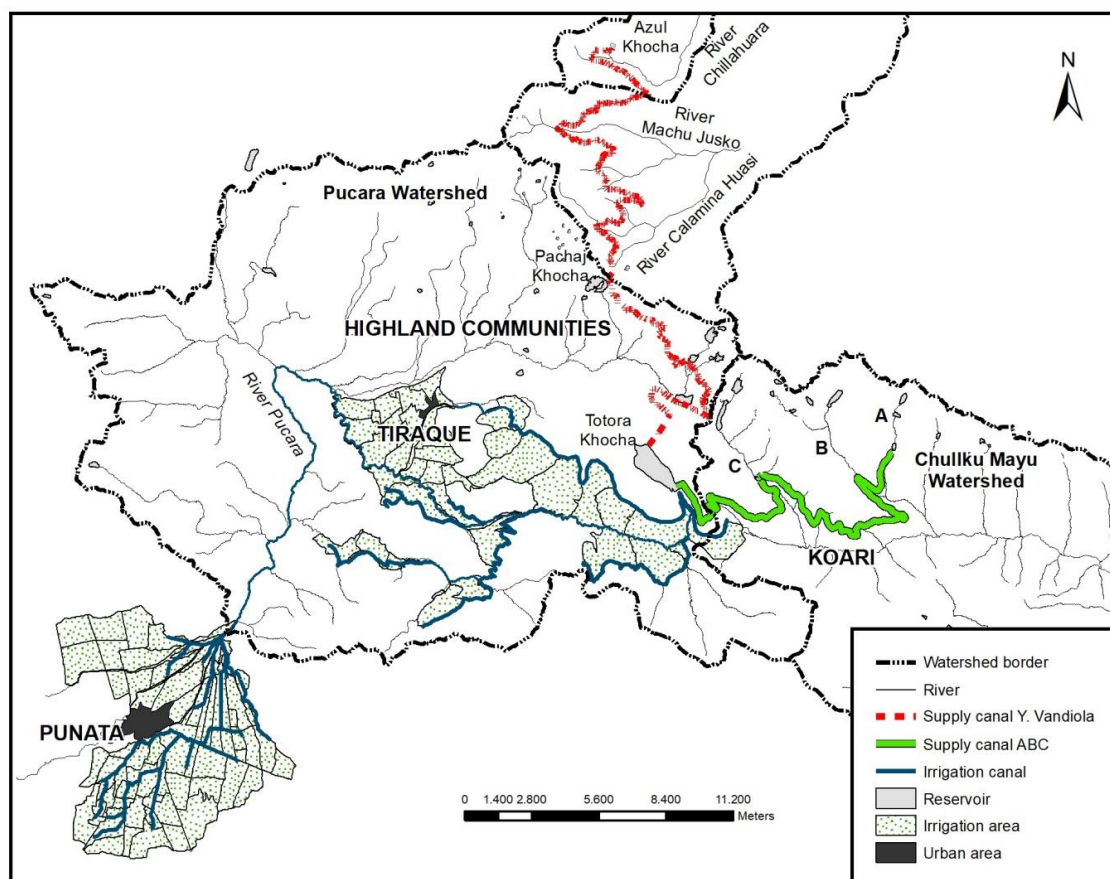 Azul
Khocha
River
Chillahuara
N
River
Machu Jusko
Pucara Watershed
River Calamina Huasi
Pachaj
Khocha
HIGHLAND COMMUNITIES
River Pucara
TIRAQUE
Totora
Khocha
A
B
C
Chullku Mayu
Watershed
KOARI
PUNATA
0 1.400 2.800 5.600 8.400 11.200
Meters
Watershed border
River
Supply canal Y. Vandiola
Supply canal ABC
Irrigation canal
Reservoir
Irrigation area
Urban area